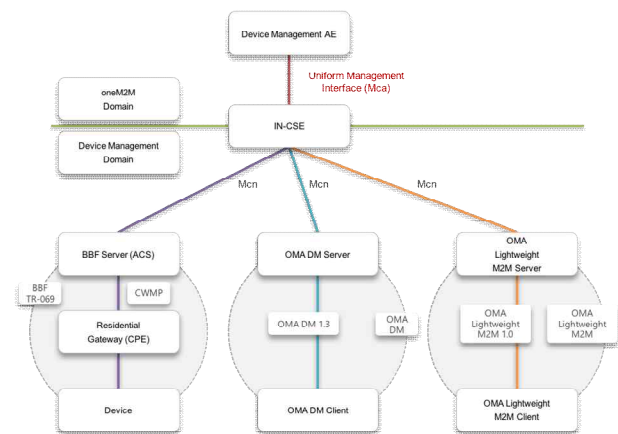 Device Management AE
Uniform Management
Interface (Mca)
oneM2M
Domain
IN-CSE
Device Management
Domain
Mcn
Mcn
Mcn
BBF Server (ACS)
OMA DM Server
OMA
Lightweight
M2M Server
BBF
TR-069
CWMP
Residential
Gateway (CPE)
OMA DM 1.3
OMA
DM
OMA
Lightweight
M2M 1.0
OMA
Lightweight
M2M
Device
OMA DM Client
OMA Lightweight
M2M Client